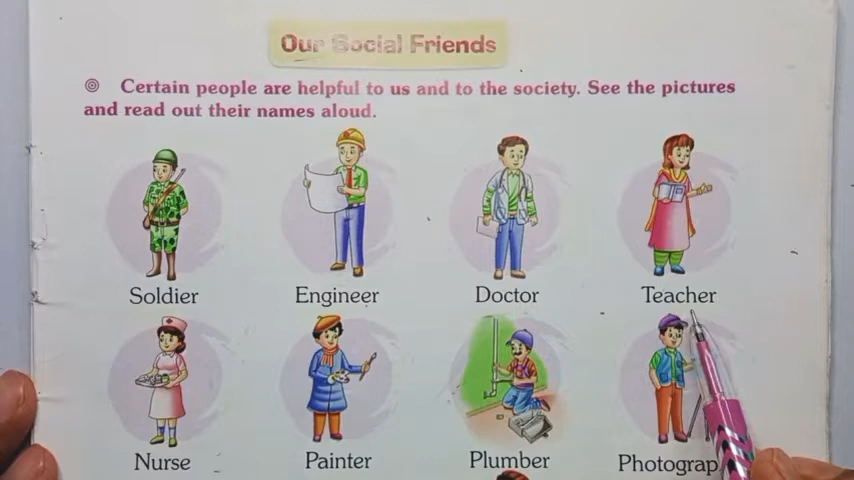 Our Social Friends
Certain people are helpful to us and to the society. See the pictures
and read out their names aloud.
Soldier
Engineer
Doctor
Teacher
Nurse
Painter
Plumber
Photograp